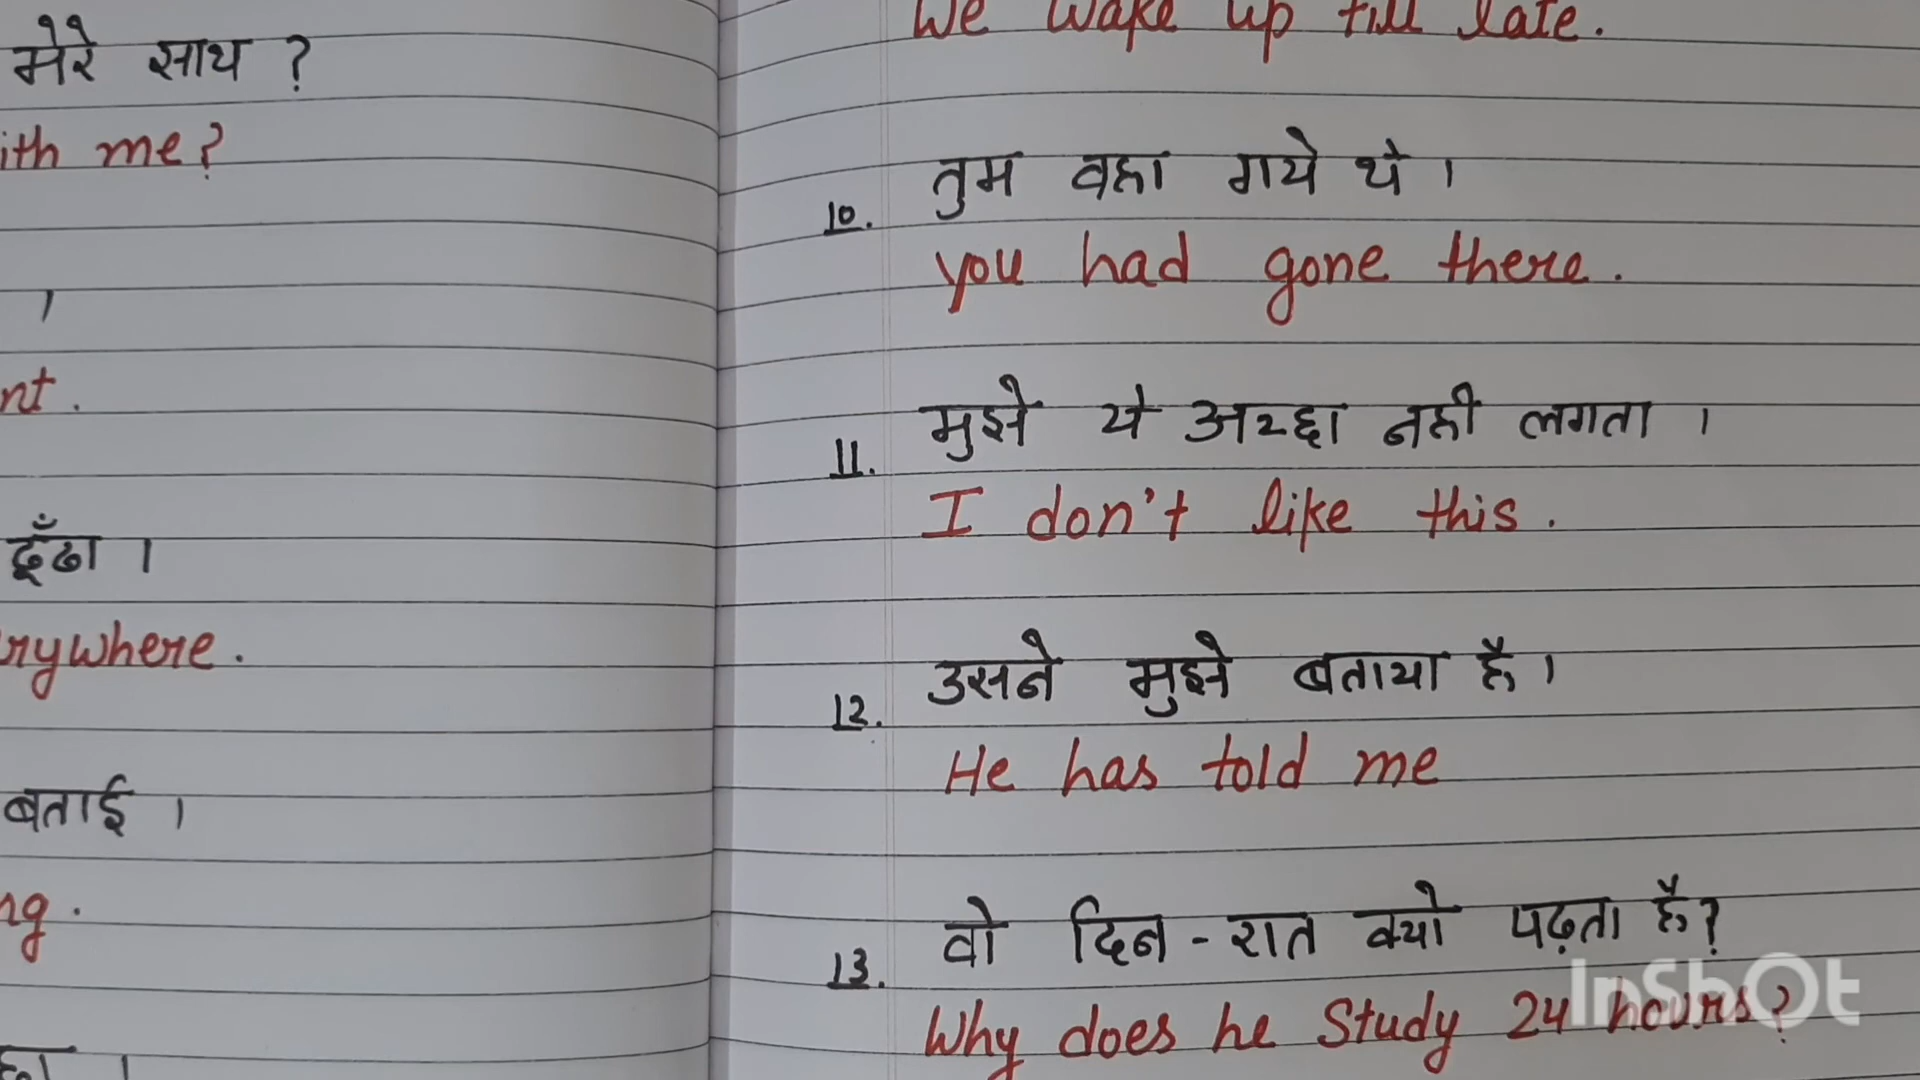 मेरे साथ ?
ith me?
।
nt.
ढूँढा ।
rywhere.
बताई ।
ng.
We wake up till late.
10. तुम वहा गये थे ।
you had gone there.
11. मुझे ये अच्छा नही लगता ।
I don't like this.
12. उसने मुझे बताया है ।
He has told me
13. वो दिन - रात क्यो पढ़ता है?
Why does he Study 24 hours?
InShOt